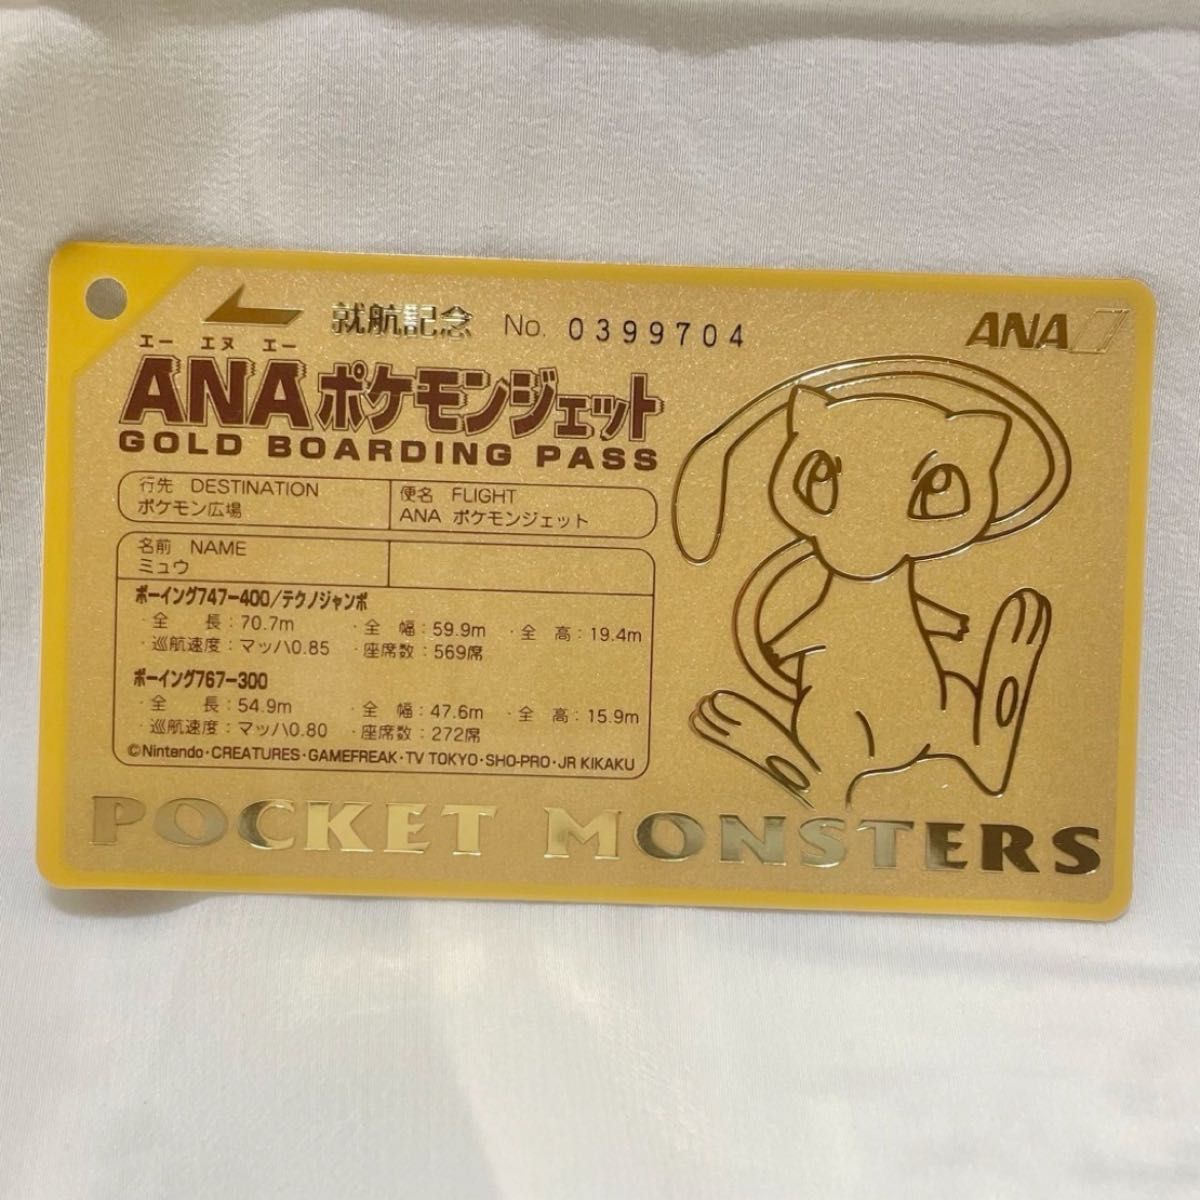 就航記念 No. 0399704 ANA
エー エヌ エー
ANAポケモンジェット
GOLD BOARDING PASS
行先 DESTINATION
ポケモン広場
便名 FLIGHT
ANA ポケモンジェット
名前 NAME
ミュウ
ボーイング747-400/テクノジャンボ
・全 長：70.7m ・全 幅：59.9m ・全 高：19.4m
・巡航速度：マッハ0.85 ・座席数：569席
ボーイング767-300
・全 長：54.9m ・全 幅：47.6m ・全 高：15.9m
・巡航速度：マッハ0.80 ・座席数：272席
©Nintendo・CREATURES・GAMEFREAK・TV TOKYO・SHO-PRO・JR KIKAKU
POCKET MONSTERS